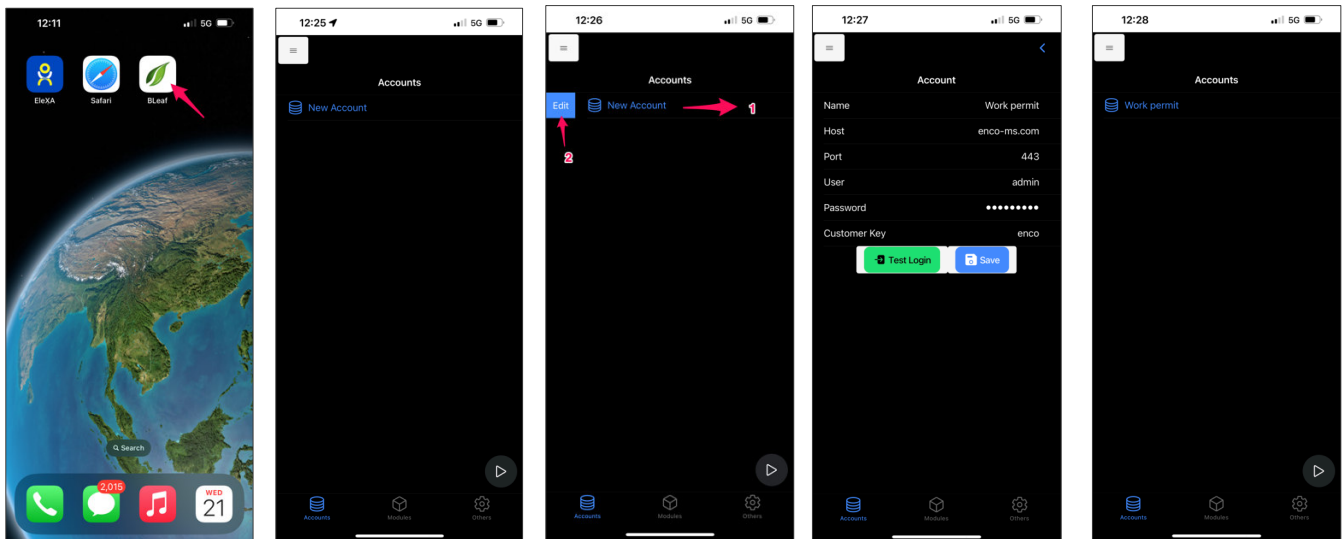 12:11
5G
EleXA
Safari
BLeaf
Search
2,015
WED
21
12:25
5G
Accounts
New Account
Accounts
Modules
Others
12:26
5G
Accounts
Edit
New Account
1
2
Accounts
Modules
Others
12:27
5G
Account
Name Work permit
Host enco-ms.com
Port 443
User admin
Password •••••••••
Customer Key enco
Test Login
Save
Accounts
Modules
Others
12:28
5G
Accounts
Work permit
Accounts
Modules
Others